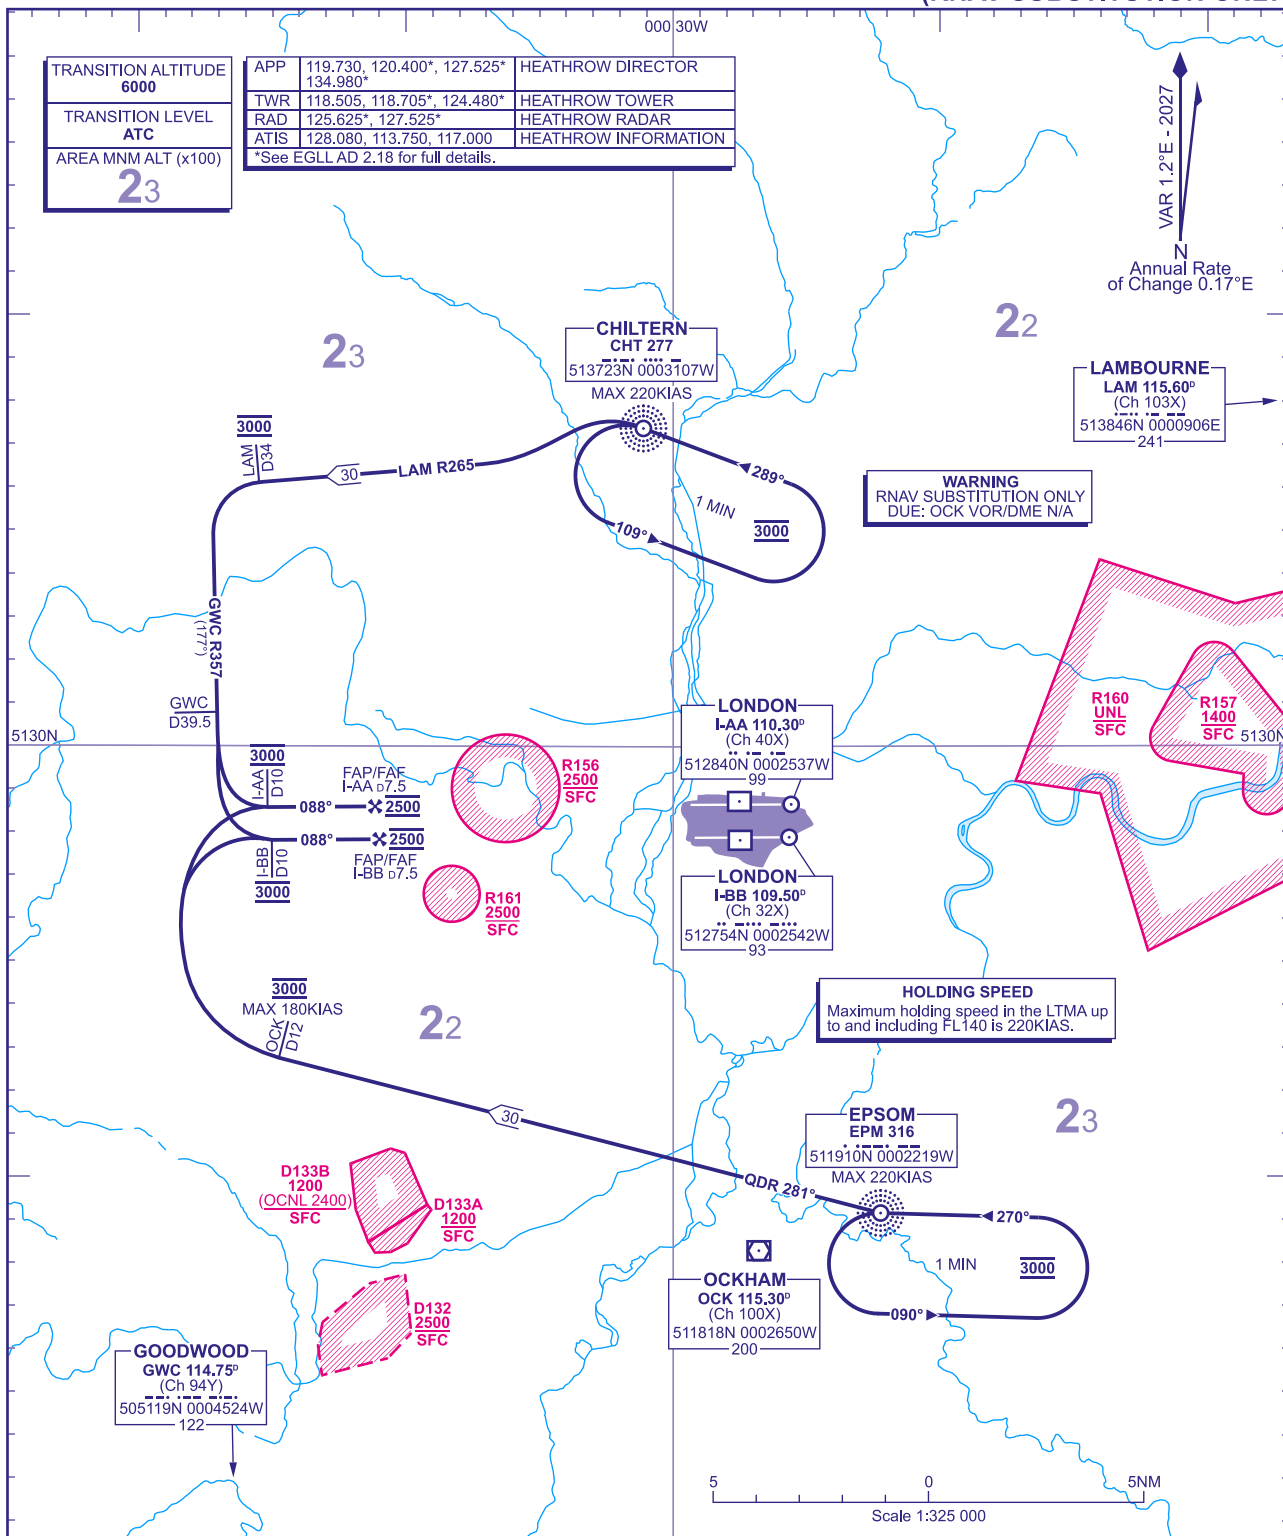 000 30W
TRANSITION ALTITUDE
6000
TRANSITION LEVEL
ATC
AREA MNM ALT (x100)
23
APP 119.730, 120.400*, 127.525* HEATHROW DIRECTOR
134.980*
TWR 118.505, 118.705*, 124.480* HEATHROW TOWER
RAD 125.625*, 127.525* HEATHROW RADAR
ATIS 128.080, 113.750, 117.000 HEATHROW INFORMATION
*See EGLL AD 2.18 for full details.
VAR 1.2°E - 2027
N
Annual Rate
of Change 0.17°E
23
22
CHILTERN
CHT 277
513723N 0003107W
MAX 220KIAS
LAMBOURNE
LAM 115.60D
(Ch 103X)
513846N 0000906E
241
3000
LAM
D34
30
LAM R265
289°
1 MIN
3000
109°
WARNING
RNAV SUBSTITUTION ONLY
DUE: OCK VOR/DME N/A
GWC R357
(177°)
GWC
D39.5
5130N
R160
UNL
SFC
R157
1400
SFC
5130N
LONDON
I-AA 110.30D
(Ch 40X)
512840N 0002537W
99
3000
I-AA
D10
088°
FAP/FAF
I-AA D7.5
2500
R156
2500
SFC
088°
2500
FAP/FAF
I-BB D7.5
I-BB
D10
3000
R161
2500
SFC
LONDON
I-BB 109.50D
(Ch 32X)
512754N 0002542W
93
3000
MAX 180KIAS
OCK
D12
22
HOLDING SPEED
Maximum holding speed in the LTMA up
to and including FL140 is 220KIAS.
30
23
EPSOM
EPM 316
511910N 0002219W
MAX 220KIAS
QDR 281°
270°
1 MIN
3000
090°
D133B
1200
(OCNL 2400)
SFC
D133A
1200
SFC
OCKHAM
OCK 115.30D
(Ch 100X)
511818N 0002650W
200
D132
2500
SFC
GOODWOOD
GWC 114.75D
(Ch 94Y)
505119N 0004524W
122
5 0 5NM
Scale 1:325 000